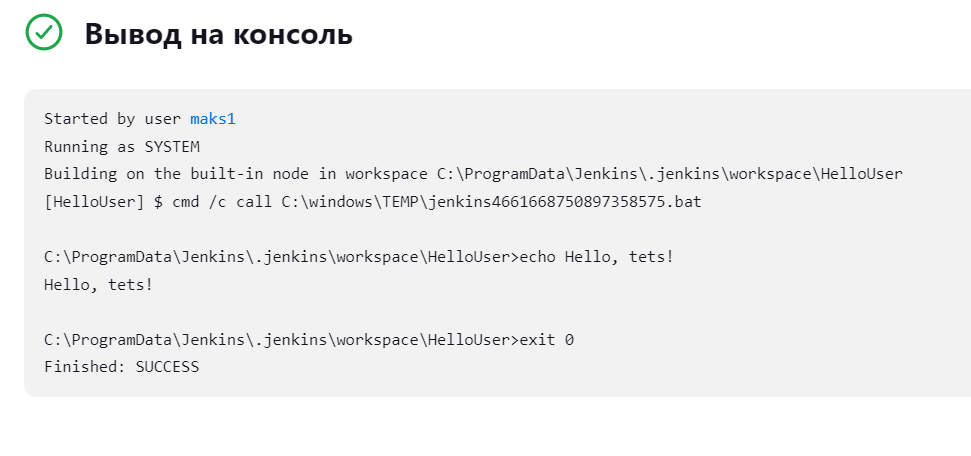 Вывод на консоль
Started by user maks1
Running as SYSTEM
Building on the built-in node in workspace C:\ProgramData\Jenkins\.jenkins\workspace\HelloUser
[HelloUser] $ cmd /c call C:\windows\TEMP\jenkins4661668750897358575.bat
C:\ProgramData\Jenkins\.jenkins\workspace\HelloUser>echo Hello, tets!
Hello, tets!
C:\ProgramData\Jenkins\.jenkins\workspace\HelloUser>exit 0
Finished: SUCCESS